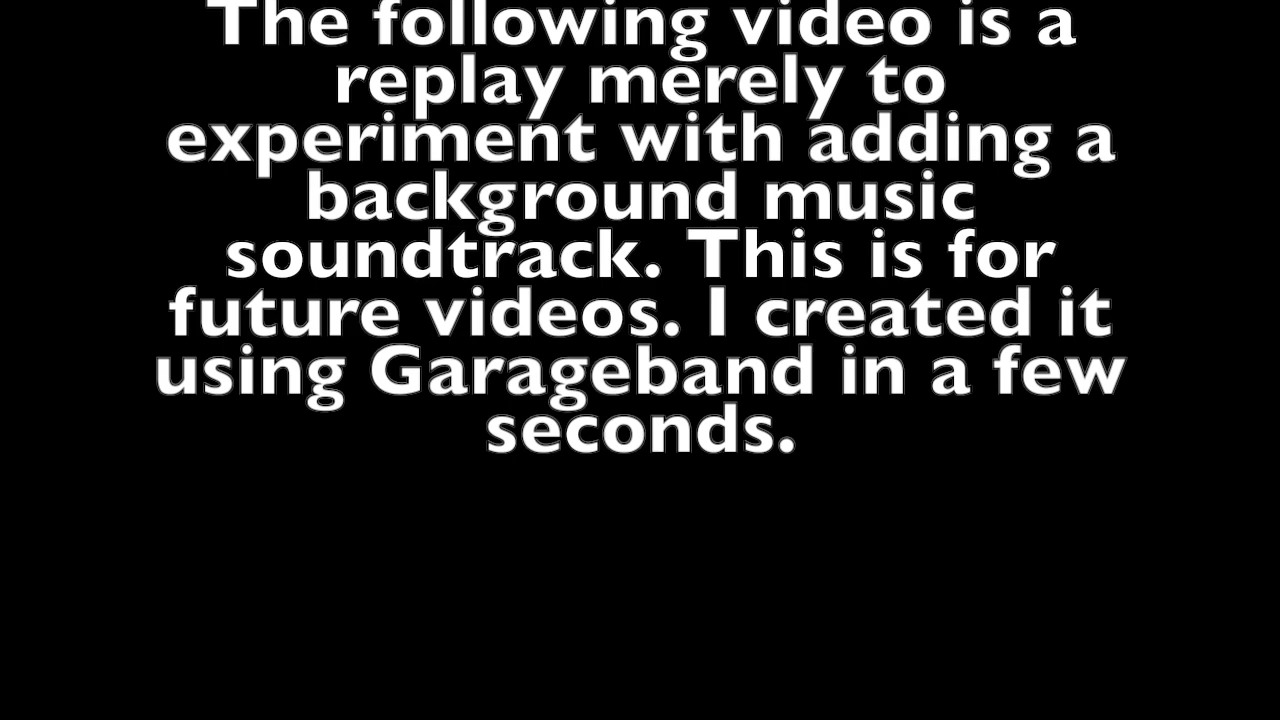 The following video is a
replay merely to
experiment with adding a
background music
soundtrack. This is for
future videos. I created it
using Garageband in a few
seconds.